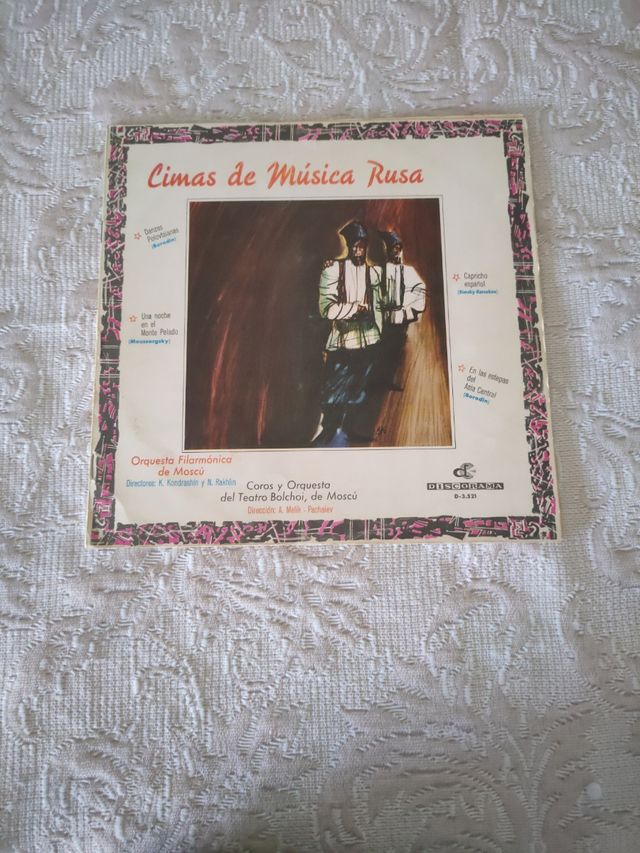 Cimas de Música Rusa
Danzas
Polovtsianas
(Borodin)
Una noche
en el
Monte Pelado
(Moussorgsky)
Capricho
español
(Rimsky-Korsakov)
En las estepas
del
Asia Central
(Borodin)
Orquesta Filarmónica
de Moscú
Directores: K. Kondrashin y N. Rakhlin
Coros y Orquesta
del Teatro Bolchoi, de Moscú
Dirección: A. Melik - Pachaiev
DISCORAMA
D-3.521